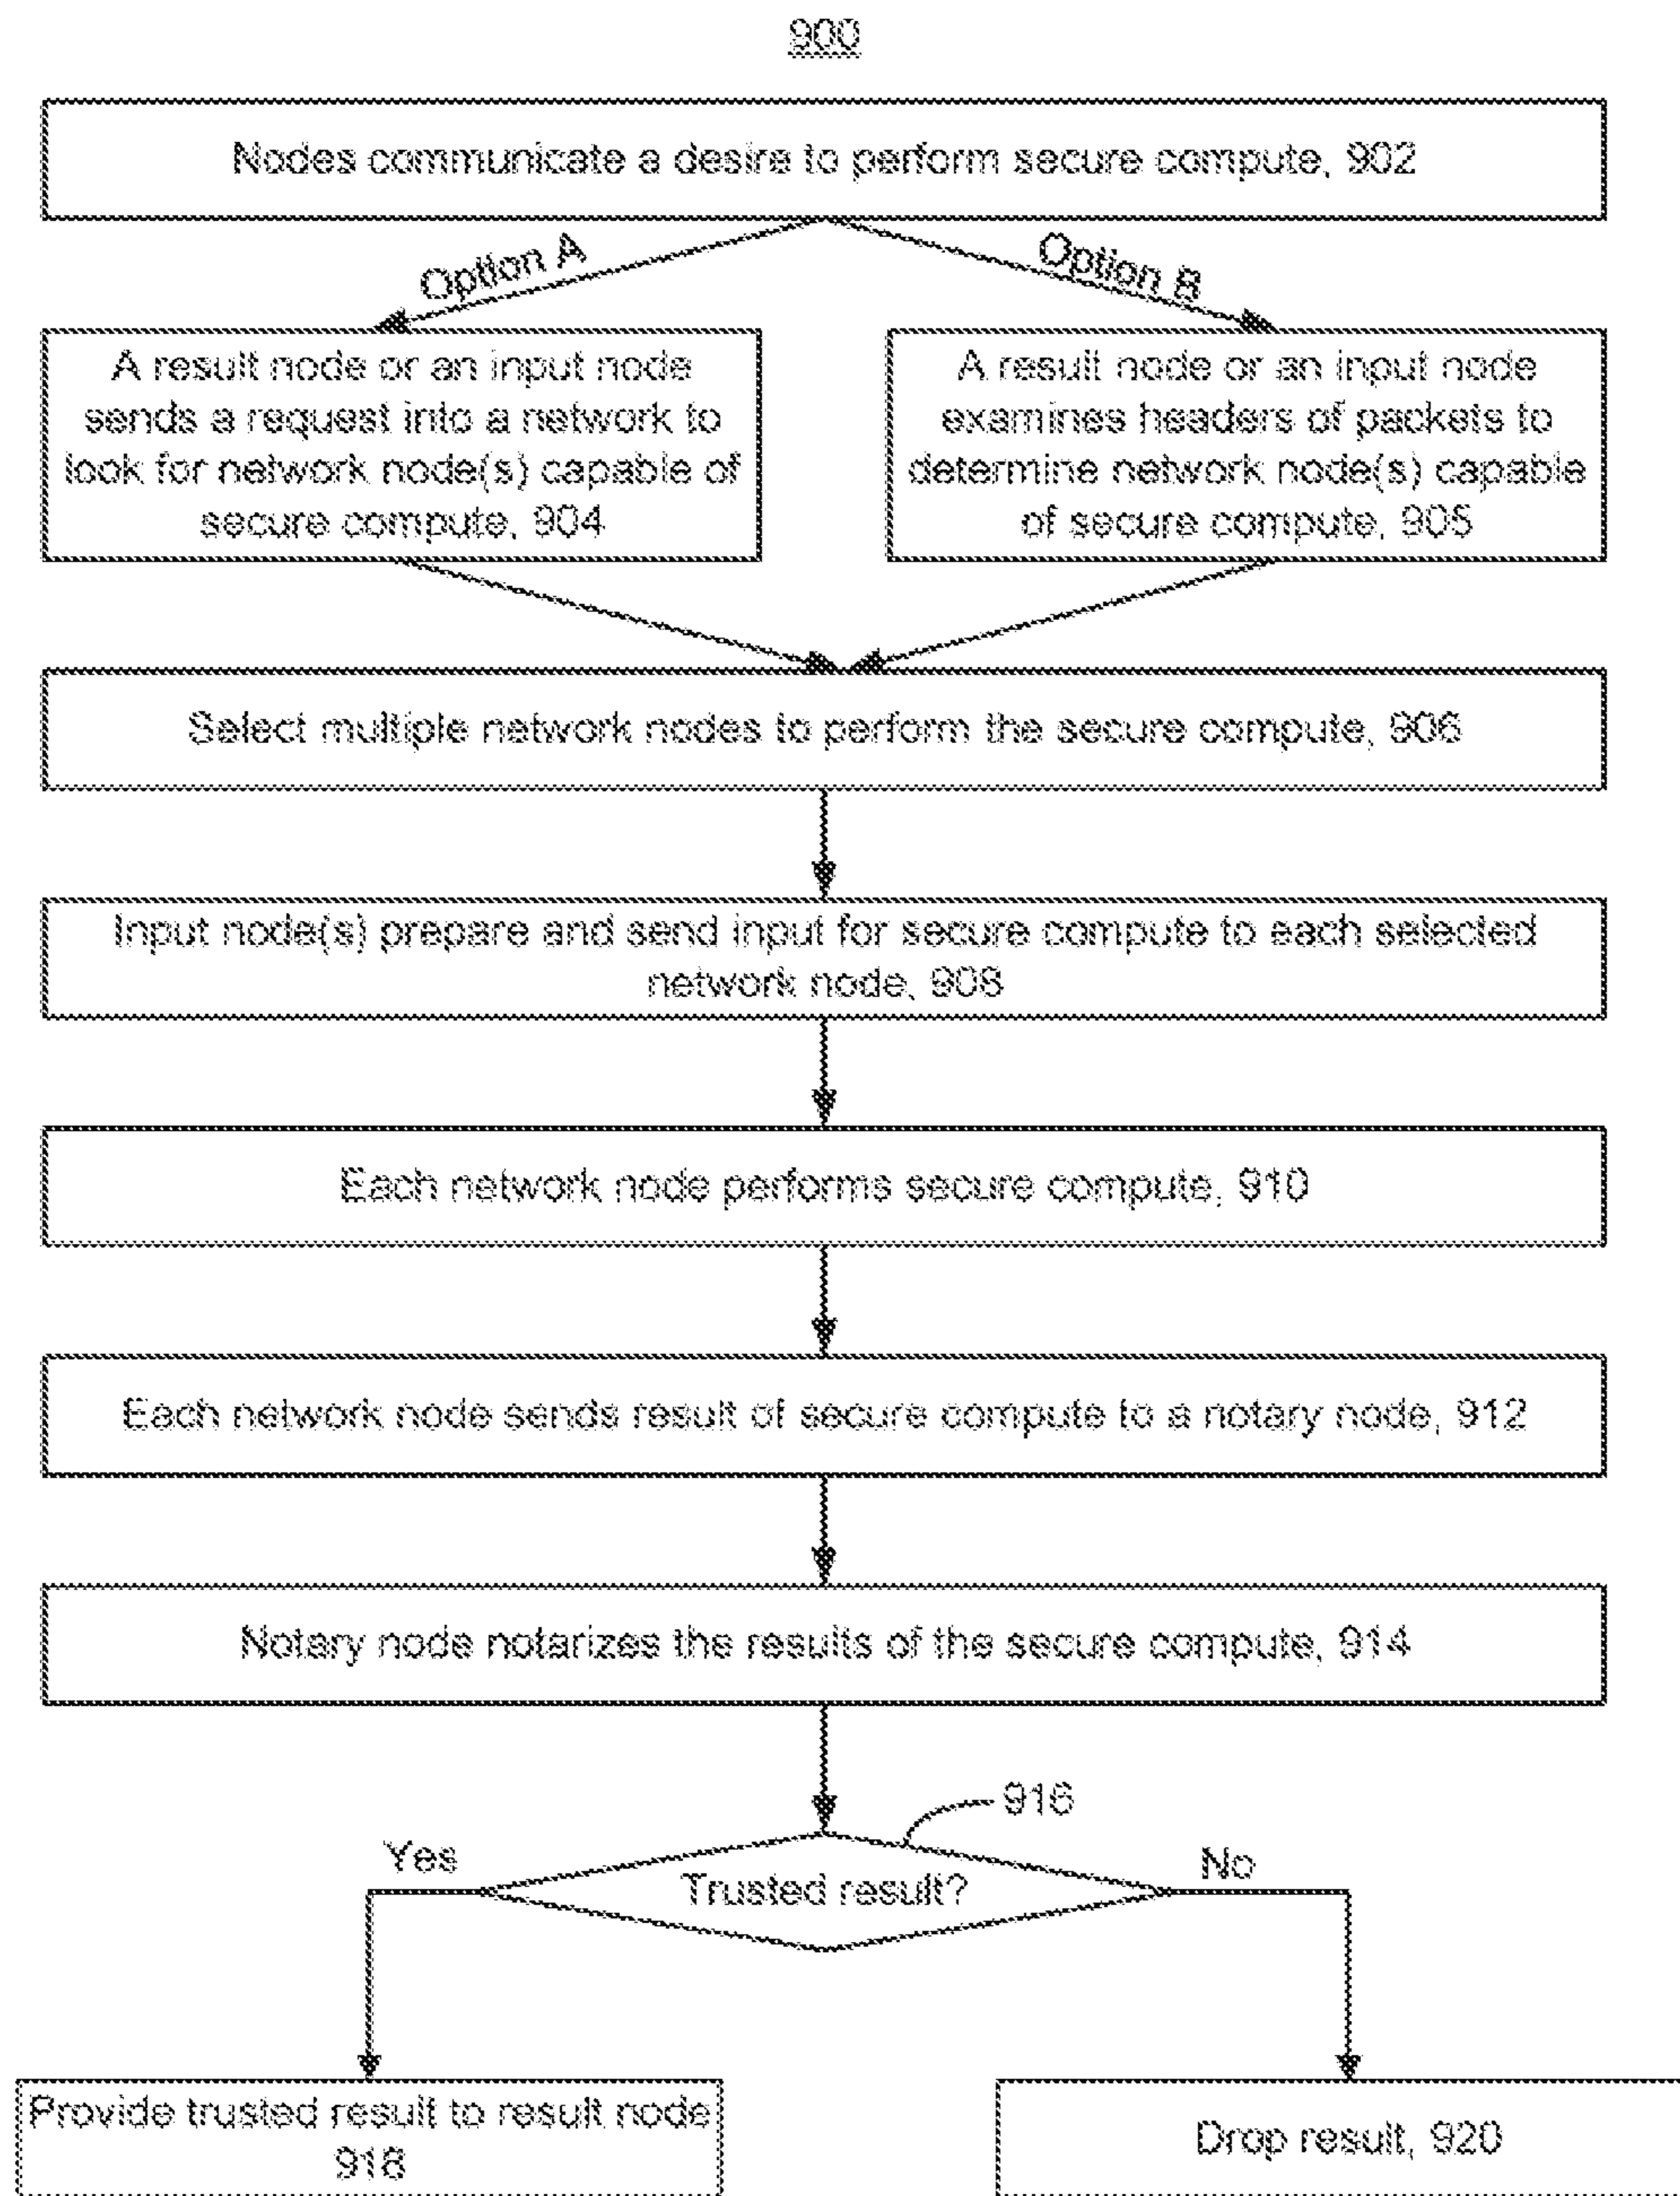 900
Nodes communicate a desire to perform secure compute, 902
Option A
Option B
A result node or an input node
sends a request into a network to
look for network node(s) capable of
secure compute, 904
A result node or an input node
examines headers of packets to
determine network node(s) capable
of secure compute, 905
Select multiple network nodes to perform the secure compute, 906
Input node(s) prepare and send input for secure compute to each selected
network node, 908
Each network node performs secure compute, 910
Each network node sends result of secure compute to a notary node, 912
Notary node notarizes the results of the secure compute, 914
916
Yes
Trusted result?
No
Provide trusted result to result node
918
Drop result, 920